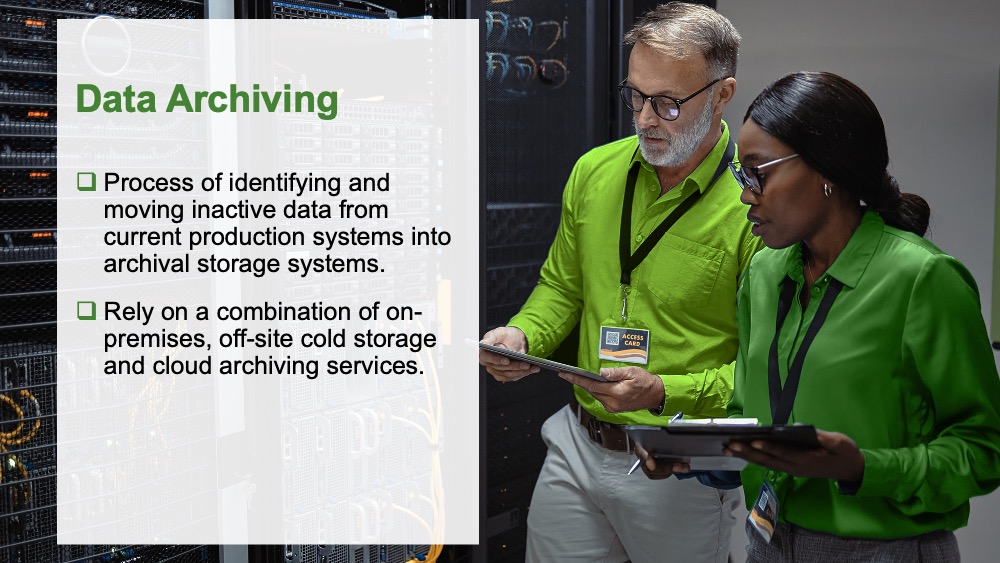 Data Archiving
❑ Process of identifying and
moving inactive data from
current production systems into
archival storage systems.
❑ Rely on a combination of on-
premises, off-site cold storage
and cloud archiving services.
ACCESS
CARD